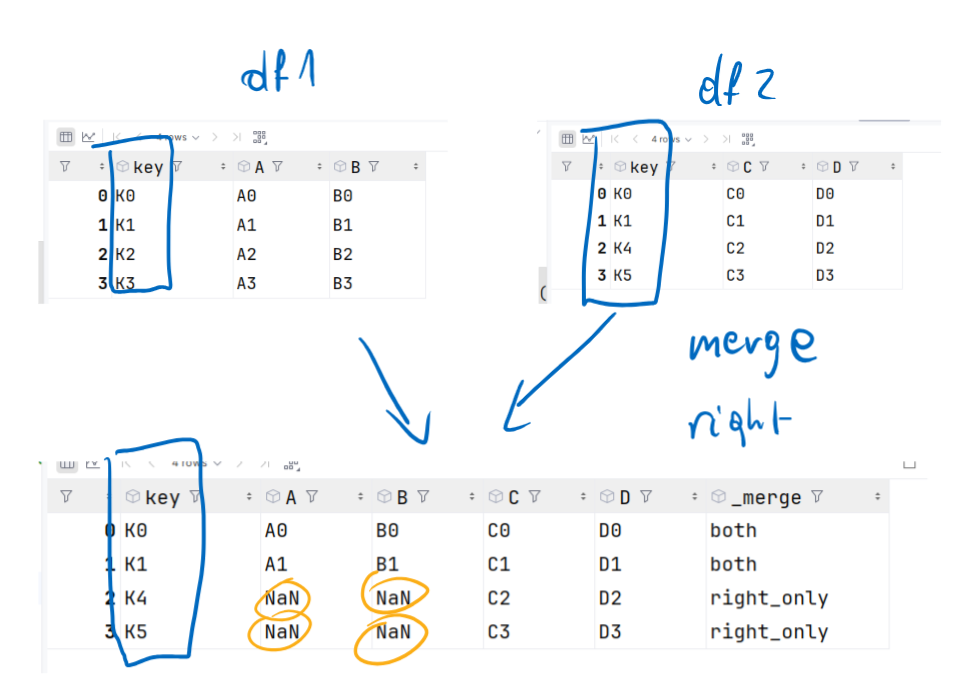 df1
df2
4 rows
4 rows
key A B
0 K0 A0 B0
1 K1 A1 B1
2 K2 A2 B2
3 K3 A3 B3
key C D
0 K0 C0 D0
1 K1 C1 D1
2 K4 C2 D2
3 K5 C3 D3
merge
right
4 rows
key A B C D _merge
0 K0 A0 B0 C0 D0 both
1 K1 A1 B1 C1 D1 both
2 K4 NaN NaN C2 D2 right_only
3 K5 NaN NaN C3 D3 right_only